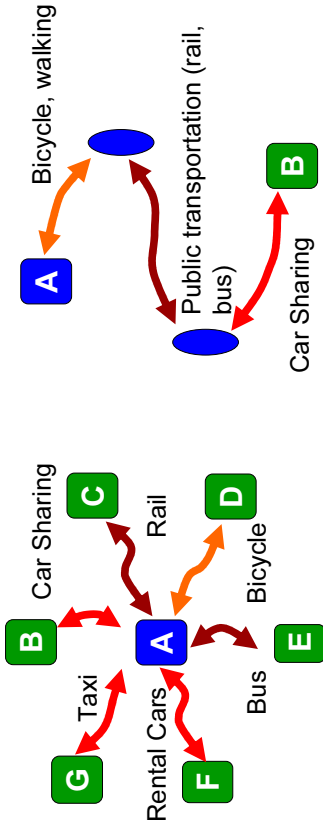 B
Car Sharing
G
Taxi
C
Rental Cars
A
Rail
F
D
Bus
Bicycle
E
A
Bicycle, walking
Public transportation (rail,
bus)
Car Sharing
B